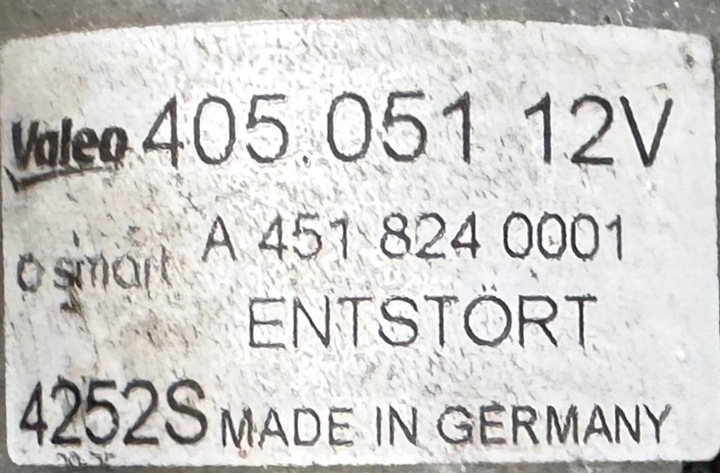 Valeo 405.051 12V
A 451 824 0001
smart
ENTSTÖRT
4252S MADE IN GERMANY